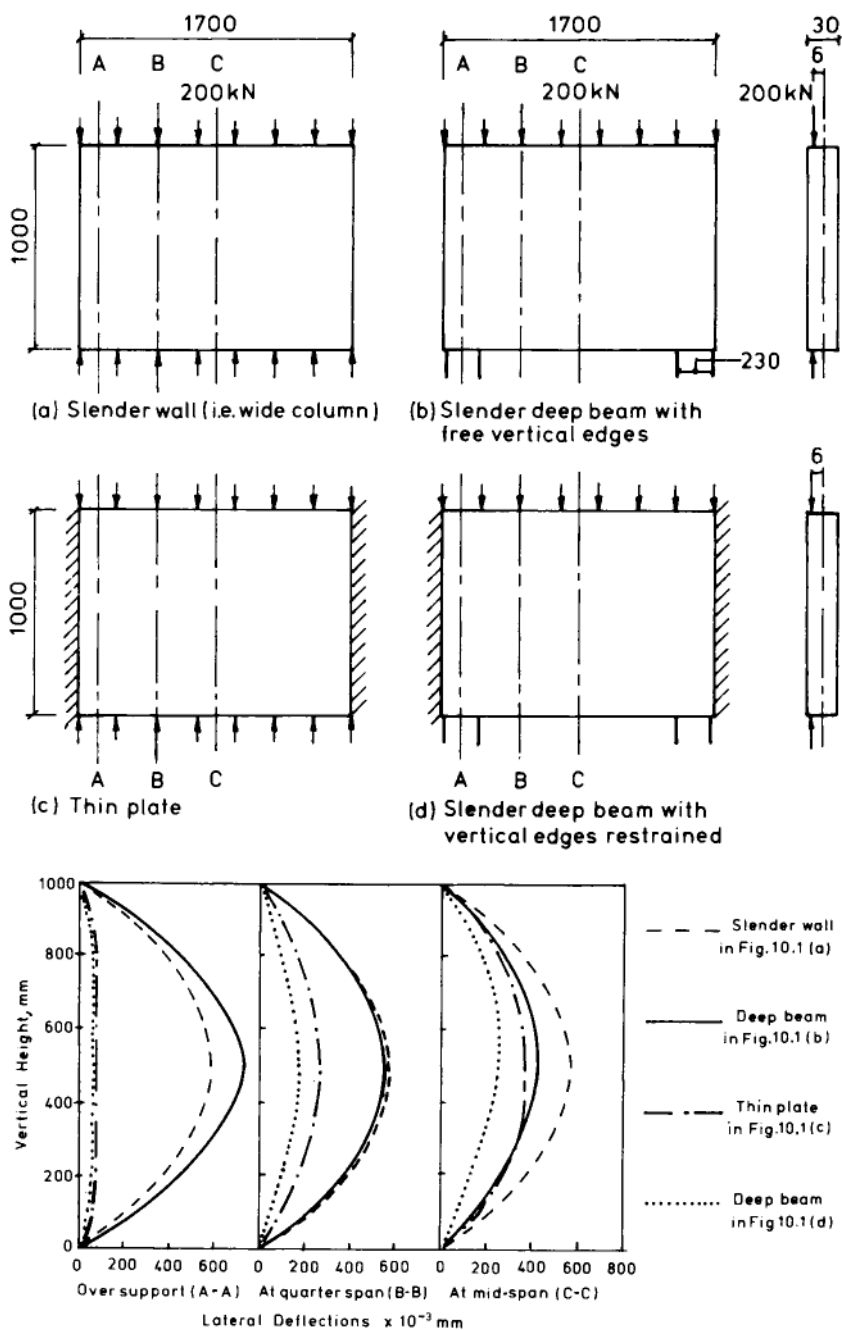 1700
1700
30
6
A B C
A B C
200kN
200kN
200kN
1000
230
(a) Slender wall (i.e. wide column)
(b) Slender deep beam with
free vertical edges
6
1000
A B C
A B C
(c) Thin plate
(d) Slender deep beam with
vertical edges restrained
Vertical Height, mm
1000
800
600
400
200
0
0 200 400 600
0 200 400 600
0 200 400 600 800
Over support (A-A)
At quarter span (B-B)
At mid-span (C-C)
Lateral Deflections x 10⁻³ mm
Slender wall
in Fig.10.1 (a)
Deep beam
in Fig.10.1 (b)
Thin plate
in Fig.10.1 (c)
Deep beam
in Fig 10.1 (d)